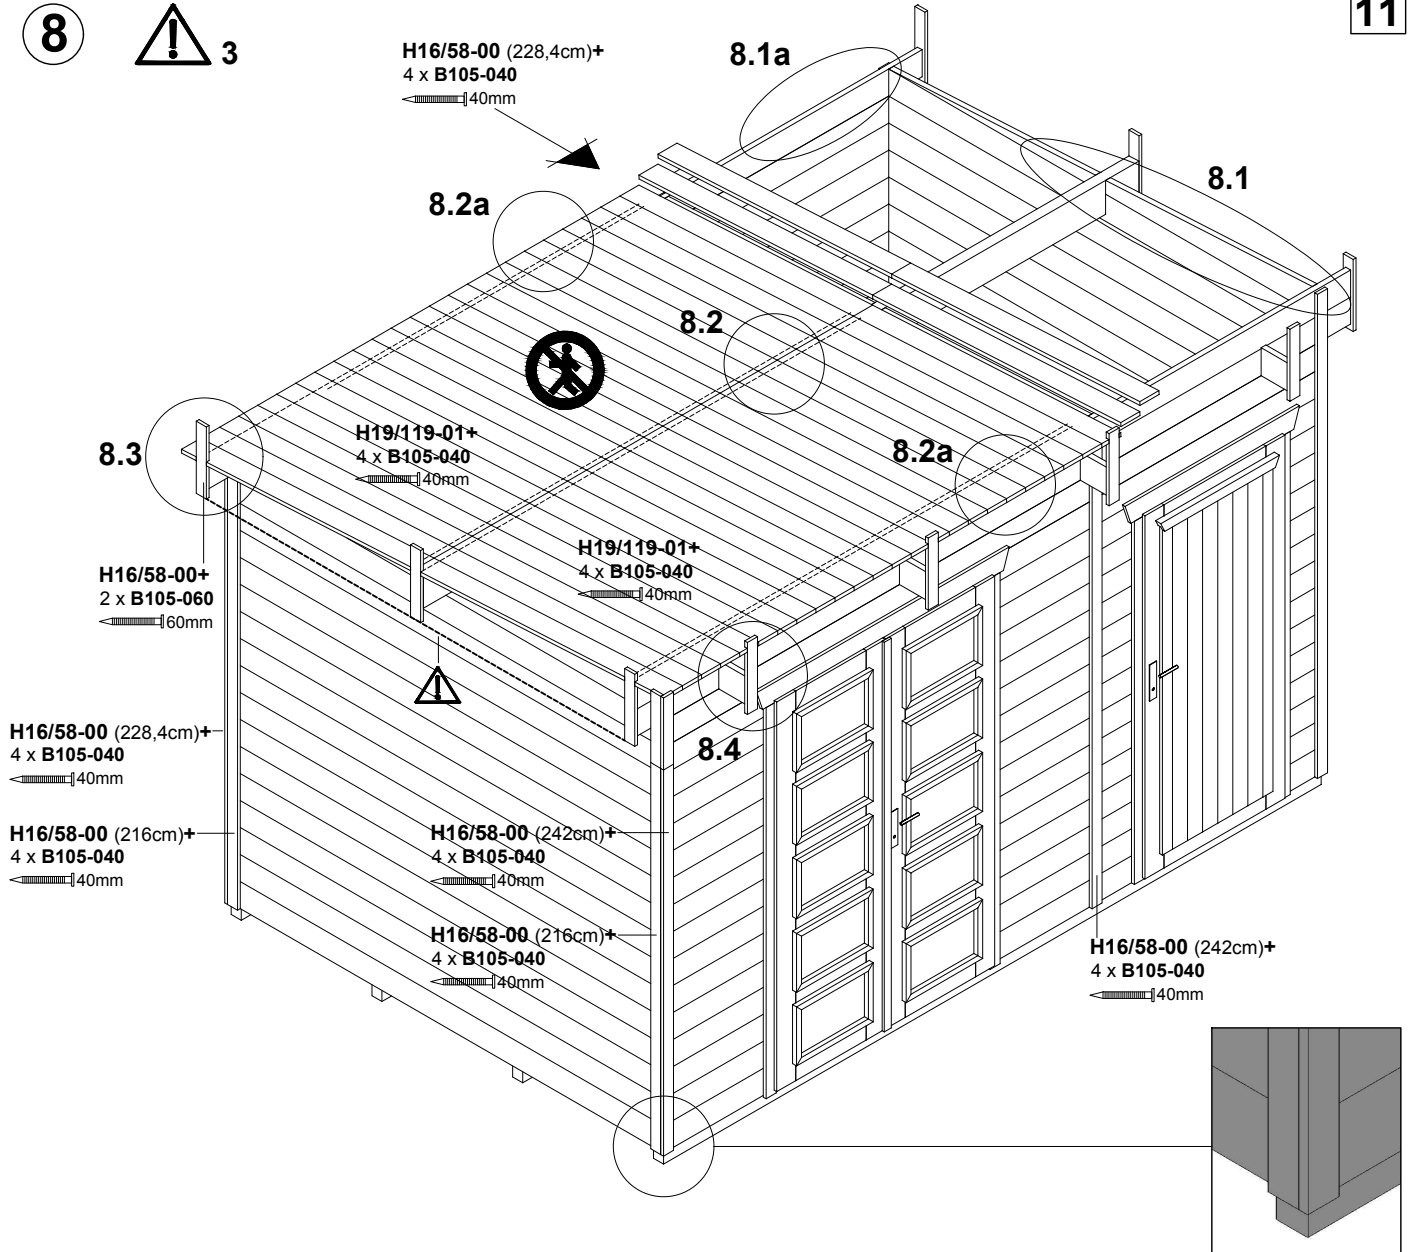 8
3
11
H16/58-00 (228,4cm)+
4 x B105-040
40mm
8.1a
8.1
8.2a
8.2
8.3
H19/119-01+
4 x B105-040
40mm
8.2a
H19/119-01+
4 x B105-040
40mm
H16/58-00+
2 x B105-060
60mm
8.4
H16/58-00 (228,4cm)+
4 x B105-040
40mm
H16/58-00 (216cm)+
4 x B105-040
40mm
H16/58-00 (242cm)+
4 x B105-040
40mm
H16/58-00 (216cm)+
4 x B105-040
40mm
H16/58-00 (242cm)+
4 x B105-040
40mm